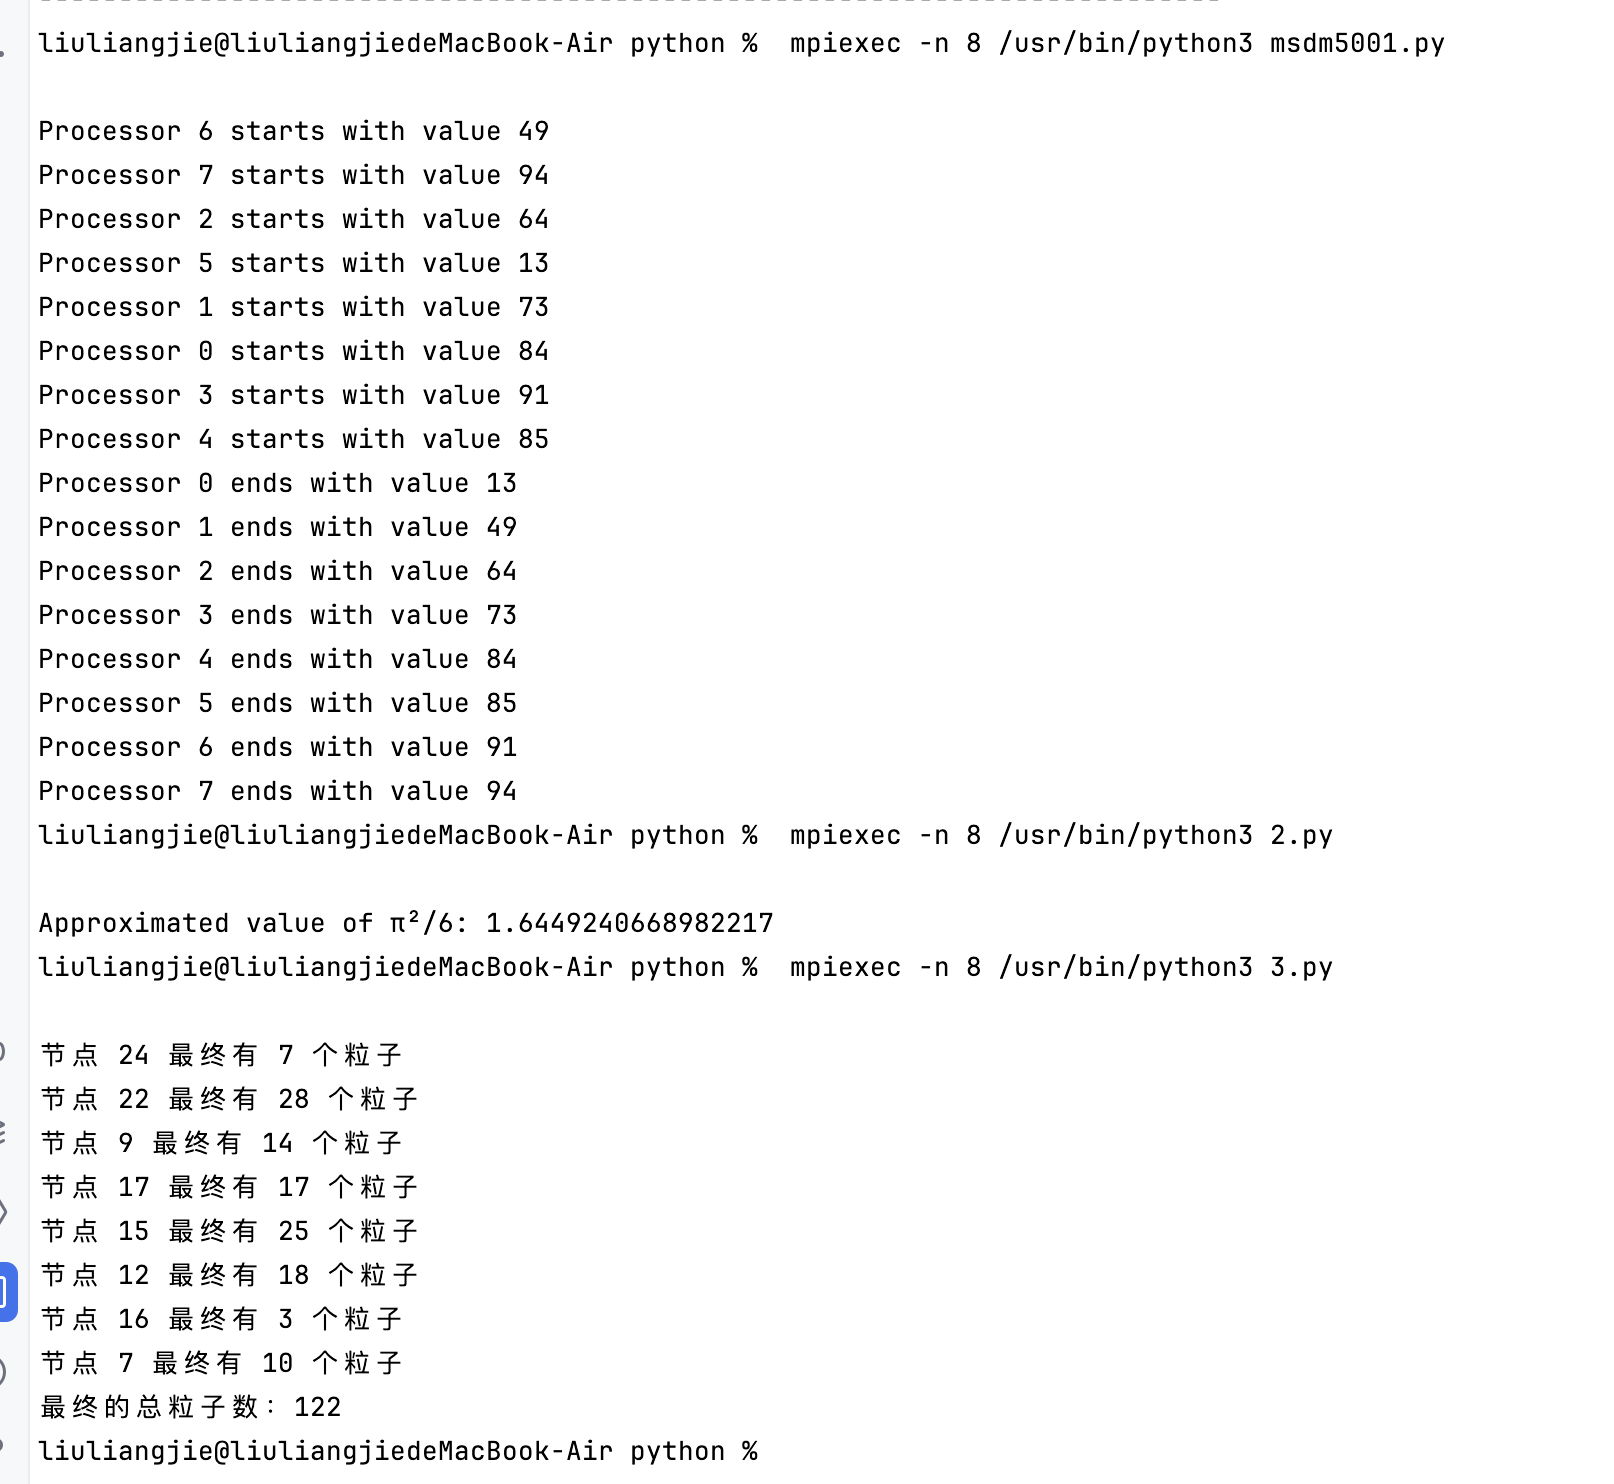 liuliangjie@liuliangjiedeMacBook-Air python %  mpiexec -n 8 /usr/bin/python3 msdm5001.py
Processor 6 starts with value 49
Processor 7 starts with value 94
Processor 2 starts with value 64
Processor 5 starts with value 13
Processor 1 starts with value 73
Processor 0 starts with value 84
Processor 3 starts with value 91
Processor 4 starts with value 85
Processor 0 ends with value 13
Processor 1 ends with value 49
Processor 2 ends with value 64
Processor 3 ends with value 73
Processor 4 ends with value 84
Processor 5 ends with value 85
Processor 6 ends with value 91
Processor 7 ends with value 94
liuliangjie@liuliangjiedeMacBook-Air python %  mpiexec -n 8 /usr/bin/python3 2.py
Approximated value of π²/6: 1.6449240668982217
liuliangjie@liuliangjiedeMacBook-Air python %  mpiexec -n 8 /usr/bin/python3 3.py
节点 24 最终有 7 个粒子
节点 22 最终有 28 个粒子
节点 9 最终有 14 个粒子
节点 17 最终有 17 个粒子
节点 15 最终有 25 个粒子
节点 12 最终有 18 个粒子
节点 16 最终有 3 个粒子
节点 7 最终有 10 个粒子
最终的总粒子数: 122
liuliangjie@liuliangjiedeMacBook-Air python %